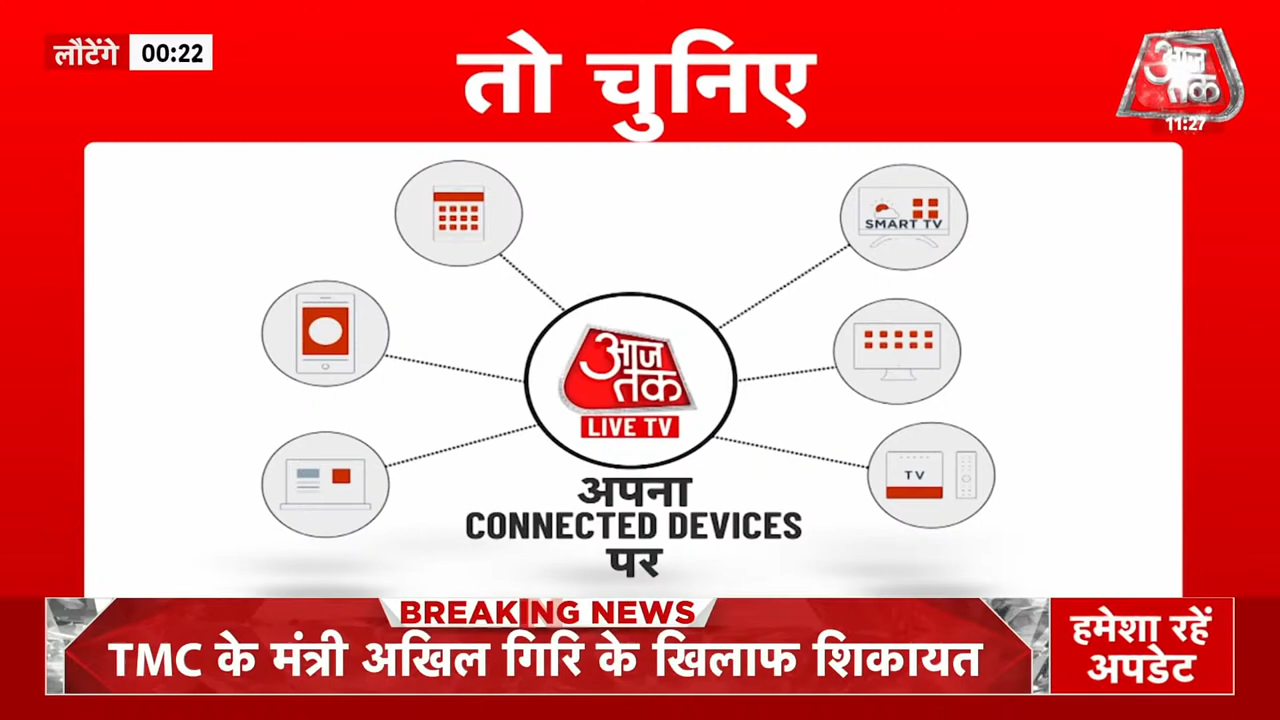 लौटेंगे 00:22
तो चुनिए
आज
तक
11:27
SMART TV
आज
तक
LIVE TV
TV
अपना
CONNECTED DEVICES
पर
BREAKING NEWS
TMC के मंत्री अखिल गिरि के खिलाफ शिकायत
हमेशा रहें
अपडेट